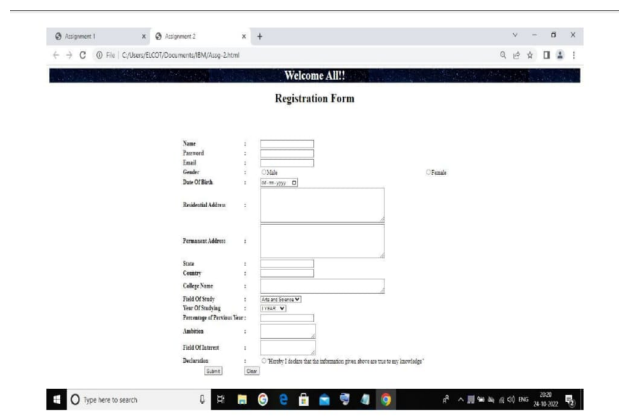 Assignment 1
Assignment 2
File | C:/Users/ELCOT/Documents/IBM/Assg-2.html
Welcome All!!
Registration Form
Name :
Password :
Email :
Gender : Male Female
Date Of Birth : dd-mm-yyyy
Residential Address :
Permanent Address :
State :
Country :
College Name :
Field Of Study : Arts and Science
Year Of Studying : I YEAR
Percentage of Previous Year :
Ambition :
Field Of Interest :
Declaration : "Hereby I declare that the information given above are true to my knowledge"
Submit Clear
Type here to search
ENG
20:20
24-10-2022